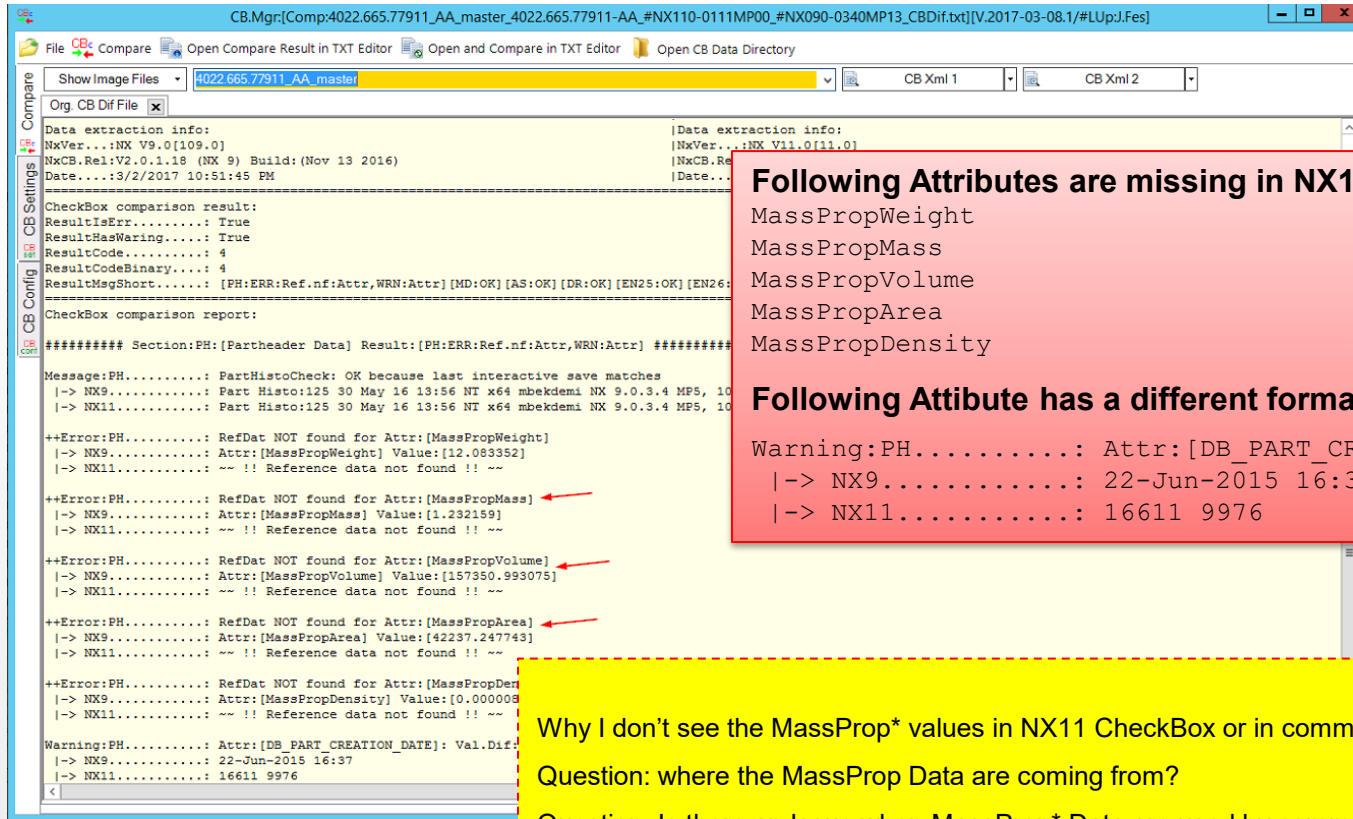 CB.Mgr:[Comp:4022.665.77911_AA_master_4022.665.77911-AA_#NX110-0111MP00_#NX090-0340MP13_CBDif.txt][V.2017-03-08.1/#LUp:J.Fes]
File Compare Open Compare Result in TXT Editor Open and Compare in TXT Editor Open CB Data Directory
Compare
CB Settings
CB Config
Show Image Files 4022.665.77911_AA_master CB Xml 1 CB Xml 2
Org. CB Dif File
Data extraction info: |Data extraction info:
NxVer...:NX V9.0[109.0] |NxVer...:NX V11.0[11.0]
NxCB.Rel:V2.0.1.18 (NX 9) Build:(Nov 13 2016) |NxCB.Re
Date....:3/2/2017 10:51:45 PM |Date...
CheckBox comparison result:
ResultIsErr.........: True
ResultHasWaring.....: True
ResultCode..........: 4
ResultCodeBinary....: 4
ResultMsgShort......: [PH:ERR:Ref.nf:Attr,WRN:Attr][MD:OK][AS:OK][DR:OK][EN25:OK][EN26:
CheckBox comparison report:
########## Section:PH:[Partheader Data] Result:[PH:ERR:Ref.nf:Attr,WRN:Attr] ##########
Message:PH..........: PartHistoCheck: OK because last interactive save matches
|-> NX9............: Part Histo:125 30 May 16 13:56 NT x64 mbekdemi NX 9.0.3.4 MP5, 10
|-> NX11...........: Part Histo:125 30 May 16 13:56 NT x64 mbekdemi NX 9.0.3.4 MP5, 10
++Error:PH..........: RefDat NOT found for Attr:[MassPropWeight]
|-> NX9............: Attr:[MassPropWeight] Value:[12.083352]
|-> NX11...........: ~~ !! Reference data not found !! ~~
++Error:PH..........: RefDat NOT found for Attr:[MassPropMass]
|-> NX9............: Attr:[MassPropMass] Value:[1.232159]
|-> NX11...........: ~~ !! Reference data not found !! ~~
++Error:PH..........: RefDat NOT found for Attr:[MassPropVolume]
|-> NX9............: Attr:[MassPropVolume] Value:[157350.993075]
|-> NX11...........: ~~ !! Reference data not found !! ~~
++Error:PH..........: RefDat NOT found for Attr:[MassPropArea]
|-> NX9............: Attr:[MassPropArea] Value:[42237.247743]
|-> NX11...........: ~~ !! Reference data not found !! ~~
++Error:PH..........: RefDat NOT found for Attr:[MassPropDen
|-> NX9............: Attr:[MassPropDensity] Value:[0.000008
|-> NX11...........: ~~ !! Reference data not found !! ~~
Warning:PH..........: Attr:[DB_PART_CREATION_DATE]: Val.Dif:
|-> NX9............: 22-Jun-2015 16:37
|-> NX11...........: 16611 9976
Following Attributes are missing in NX1
MassPropWeight
MassPropMass
MassPropVolume
MassPropArea
MassPropDensity
Following Attibute has a different forma
Warning:PH..........: Attr:[DB_PART_CR
|-> NX9............: 22-Jun-2015 16:3
|-> NX11...........: 16611 9976
Why I don't see the MassProp* values in NX11 CheckBox or in comm
Question: where the MassProp Data are coming from?